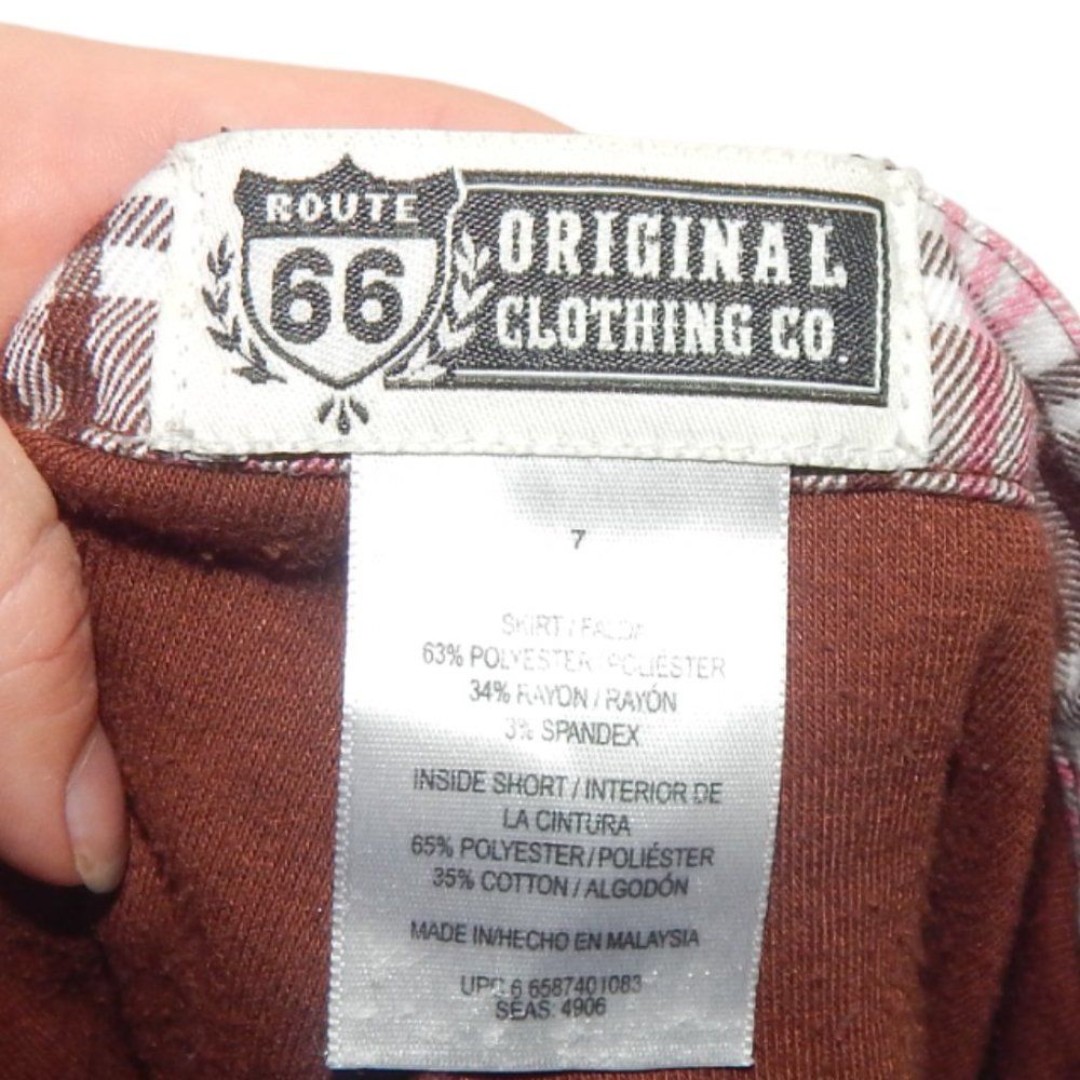 ROUTE
66
ORIGINAL
CLOTHING CO.
7
SKIRT / FALDA
63% POLYESTER / POLIÉSTER
34% RAYON / RAYÓN
3% SPANDEX
INSIDE SHORT / INTERIOR DE
LA CINTURA
65% POLYESTER / POLIÉSTER
35% COTTON / ALGODÓN
MADE IN/HECHO EN MALAYSIA
UPC 6 6587401083
SEAS: 4906